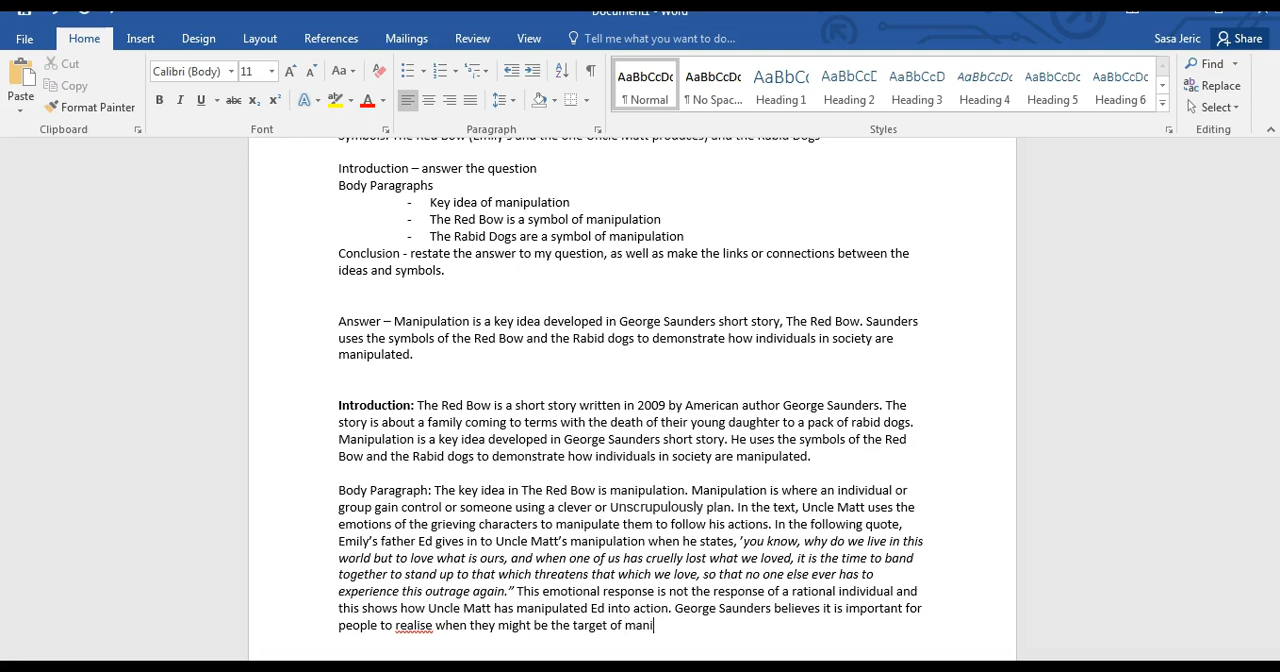 Document1 - Word
File Home Insert Design Layout References Mailings Review View Tell me what you want to do... Sasa Jeric Share
Paste Cut Copy Format Painter
Calibri (Body) 11 Aa
B I U abc x₂ x² A A
AaBbCcDc AaBbCcDc AaBbCc AaBbCcD AaBbCcD AaBbCcDc AaBbCcDc AaBbCcDc
¶ Normal ¶ No Spac... Heading 1 Heading 2 Heading 3 Heading 4 Heading 5 Heading 6
Find Replace Select
Clipboard Font Paragraph Styles Editing
Symbols: The Red Bow (Emily's and the one Uncle Matt produces) and the Rabid Dogs
Introduction – answer the question
Body Paragraphs
- Key idea of manipulation
- The Red Bow is a symbol of manipulation
- The Rabid Dogs are a symbol of manipulation
Conclusion - restate the answer to my question, as well as make the links or connections between the
ideas and symbols.
Answer – Manipulation is a key idea developed in George Saunders short story, The Red Bow. Saunders
uses the symbols of the Red Bow and the Rabid dogs to demonstrate how individuals in society are
manipulated.
Introduction: The Red Bow is a short story written in 2009 by American author George Saunders. The
story is about a family coming to terms with the death of their young daughter to a pack of rabid dogs.
Manipulation is a key idea developed in George Saunders short story. He uses the symbols of the Red
Bow and the Rabid dogs to demonstrate how individuals in society are manipulated.
Body Paragraph: The key idea in The Red Bow is manipulation. Manipulation is where an individual or
group gain control or someone using a clever or Unscrupulously plan. In the text, Uncle Matt uses the
emotions of the grieving characters to manipulate them to follow his actions. In the following quote,
Emily's father Ed gives in to Uncle Matt's manipulation when he states, 'you know, why do we live in this
world but to love what is ours, and when one of us has cruelly lost what we loved, it is the time to band
together to stand up to that which threatens that which we love, so that no one else ever has to
experience this outrage again." This emotional response is not the response of a rational individual and
this shows how Uncle Matt has manipulated Ed into action. George Saunders believes it is important for
people to realise when they might be the target of mani